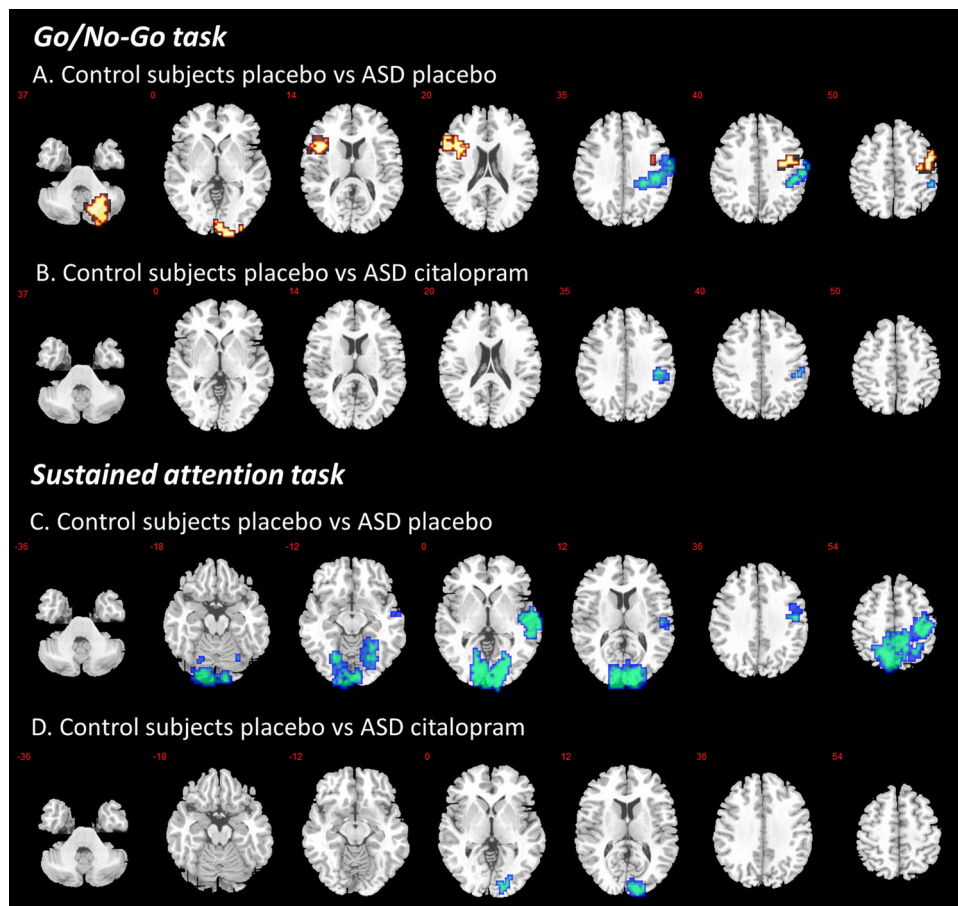 Go/No-Go task
A. Control subjects placebo vs ASD placebo
37 0 14 20 35 40 50
B. Control subjects placebo vs ASD citalopram
37 0 14 20 35 40 50
Sustained attention task
C. Control subjects placebo vs ASD placebo
-36 -18 -12 0 12 36 54
D. Control subjects placebo vs ASD citalopram
-36 -18 -12 0 12 36 54